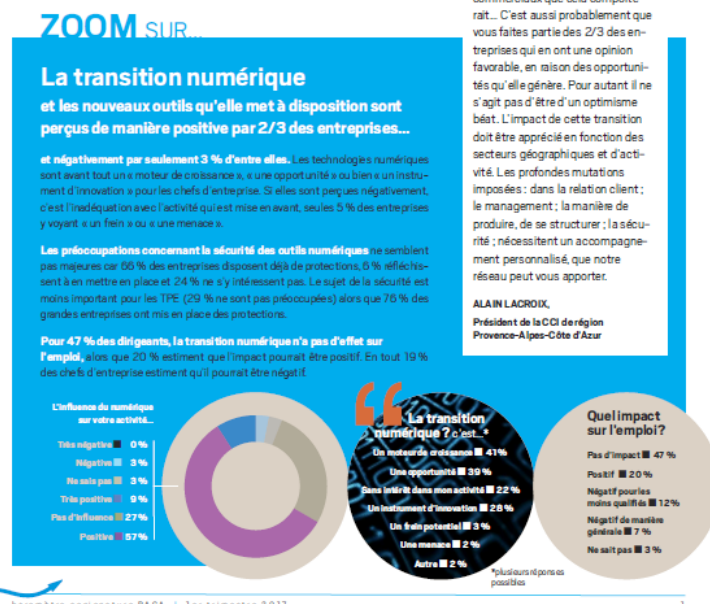 ZOOM SUR...
La transition numérique
et les nouveaux outils qu'elle met à disposition sont
perçus de manière positive par 2/3 des entreprises...
et négativement par seulement 3 % d'entre elles. Les technologies numériques
sont avant tout un « moteur de croissance », « une opportunité » ou bien « un instru-
ment d'innovation » pour les chefs d'entreprise. Si elles sont perçues négativement,
c'est l'inadéquation avec l'activité qui est mise en avant, seules 5 % des entreprises
y voyant « un frein » ou « une menace ».
Les préoccupations concernant la sécurité des outils numériques ne semblent
pas majeures car 66 % des entreprises disposent déjà de protections, 6 % réfléchis-
sent à en mettre en place et 24 % ne s'y intéressent pas. Le sujet de la sécurité est
moins important pour les TPE (29 % ne sont pas préoccupées) alors que 76 % des
grandes entreprises ont mis en place des protections.
Pour 47 % des dirigeants, la transition numérique n'a pas d'effet sur
l'emploi, alors que 20 % estiment que l'impact pourrait être positif. En tout 19 %
des chefs d'entreprise estiment qu'il pourrait être négatif.
rait... C'est aussi probablement que
vous faites partie des 2/3 des en-
treprises qui en ont une opinion
favorable, en raison des opportuni-
tés qu'elle génère. Pour autant il ne
s'agit pas d'être d'un optimisme
béat. L'impact de cette transition
doit être apprécié en fonction des
secteurs géographiques et d'acti-
vité. Les profondes mutations
imposées : dans la relation client ;
le management ; la manière de
produire, de se structurer ; la sécu-
rité ; nécessitent un accompagne-
ment personnalisé, que notre
réseau peut vous apporter.
ALAIN LACROIX,
Président de la CCI de région
Provence-Alpes-Côte d'Azur
L'influence du numérique
sur votre activité...
Très négative 0 %
Négative 3 %
Ne sais pas 3 %
Très positive 9 %
Pas d'influence 27 %
Positive 57 %
La transition
numérique ? c'est...*
Un moteur de croissance 41 %
Une opportunité 39 %
Sans intérêt dans mon activité 22 %
Un instrument d'innovation 28 %
Un frein potentiel 3 %
Une menace 2 %
Autre 2 %
*plusieurs réponses
possibles
Quel impact
sur l'emploi?
Pas d'impact 47 %
Positif 20 %
Négatif pour les
moins qualifiés 12%
Négatif de manière
générale 7 %
Ne sait pas 3 %